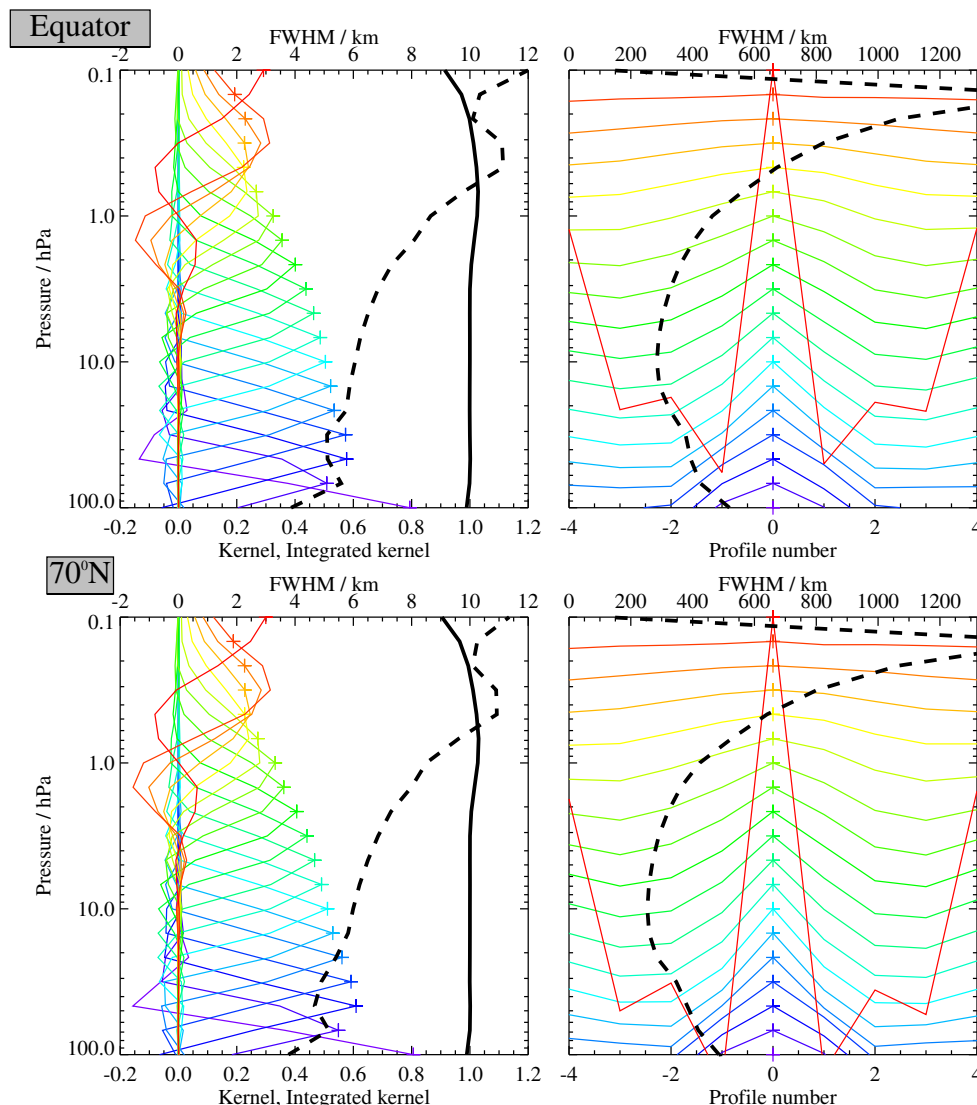 Equator
FWHM / km
-2 0 2 4 6 8 10 12
0.1
1.0
10.0
100.0
Pressure / hPa
-0.2 0.0 0.2 0.4 0.6 0.8 1.0 1.2
Kernel, Integrated kernel
FWHM / km
0 200 400 600 800 1000 1200
-4 -2 0 2 4
Profile number
70⁰N
FWHM / km
-2 0 2 4 6 8 10 12
0.1
1.0
10.0
100.0
Pressure / hPa
-0.2 0.0 0.2 0.4 0.6 0.8 1.0 1.2
Kernel, Integrated kernel
FWHM / km
0 200 400 600 800 1000 1200
-4 -2 0 2 4
Profile number